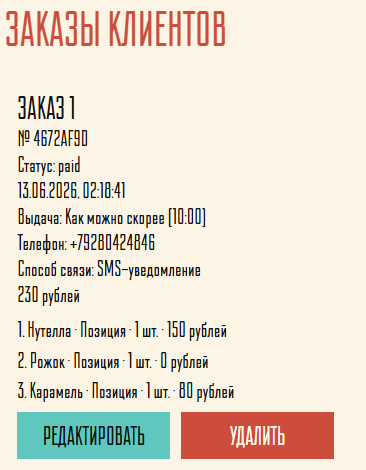 ЗАКАЗЫ КЛИЕНТОВ
ЗАКАЗ 1
№ 4672AF90
Статус: paid
13.06.2026, 02:18:41
Выдача: Как можно скорее (10:00)
Телефон: +79280424846
Способ связи: SMS-уведомление
230 рублей
1. Нутелла · Позиция · 1 шт. · 150 рублей
2. Рожок · Позиция · 1 шт. · 0 рублей
3. Карамель · Позиция · 1 шт. · 80 рублей
РЕДАКТИРОВАТЬ УДАЛИТЬ